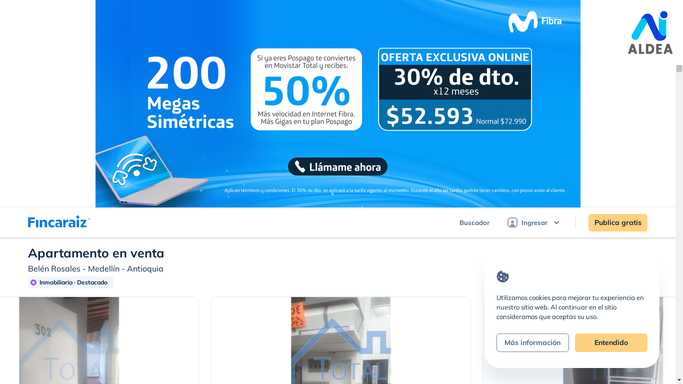 Fibra
ALDEA
200
Megas
Simétricas
Si ya eres Pospago te conviertes
en Movistar Total y recibes.
50%
Más velocidad en Internet Fibra.
Más Gigas en tu plan Pospago
OFERTA EXCLUSIVA ONLINE
30% de dto.
x12 meses
$52.593 Normal $72.990
Llámame ahora
Fincaraiz
Buscador
Ingresar
Publica gratis
Apartamento en venta
Belén Rosales - Medellín - Antioquia
Inmobiliario · Destacado
Utilizamos cookies para mejorar tu experiencia en
nuestro sitio web. Al continuar en el sitio
consideramos que aceptas su uso.
Más información
Entendido
302
TOTAL
TOTAL